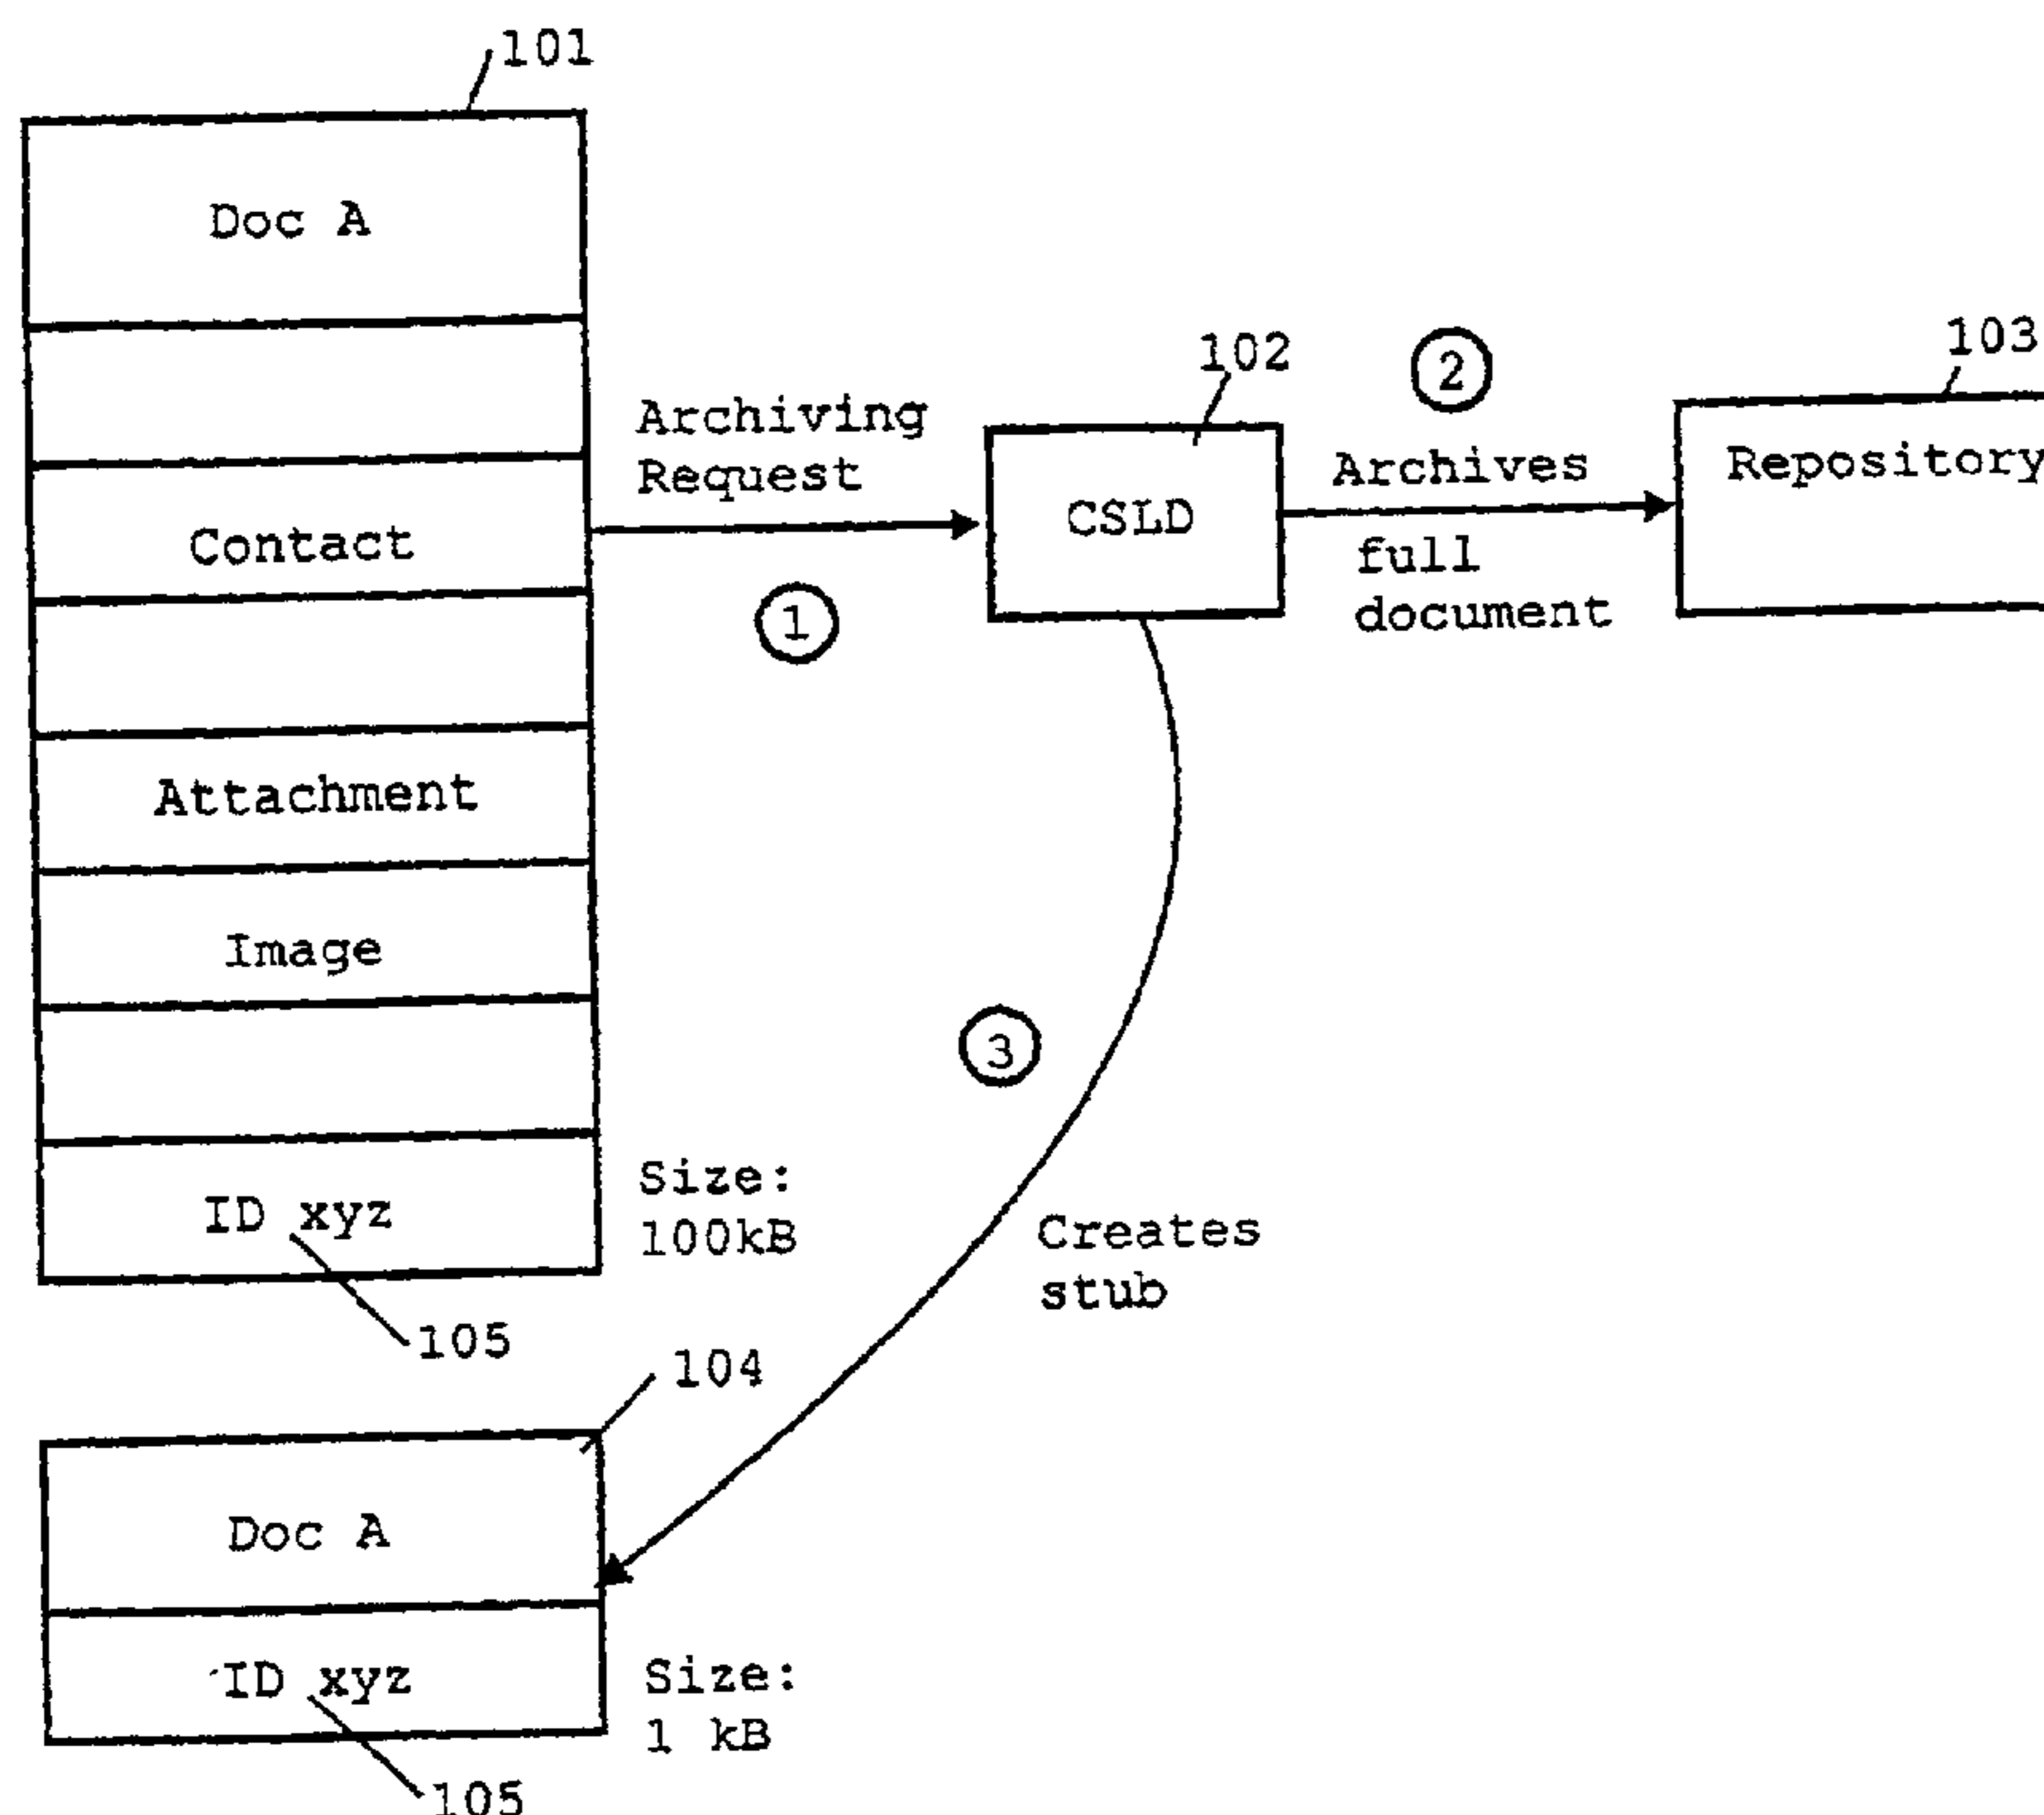 101
Doc A
Contact
Attachment
Image
ID xyz
105
Size:
100kB
Archiving
Request
1
102
CSLD
2
Archives
full
document
103
Repository
3
Creates
stub
104
Doc A
ID xyz
105
Size:
1 kB